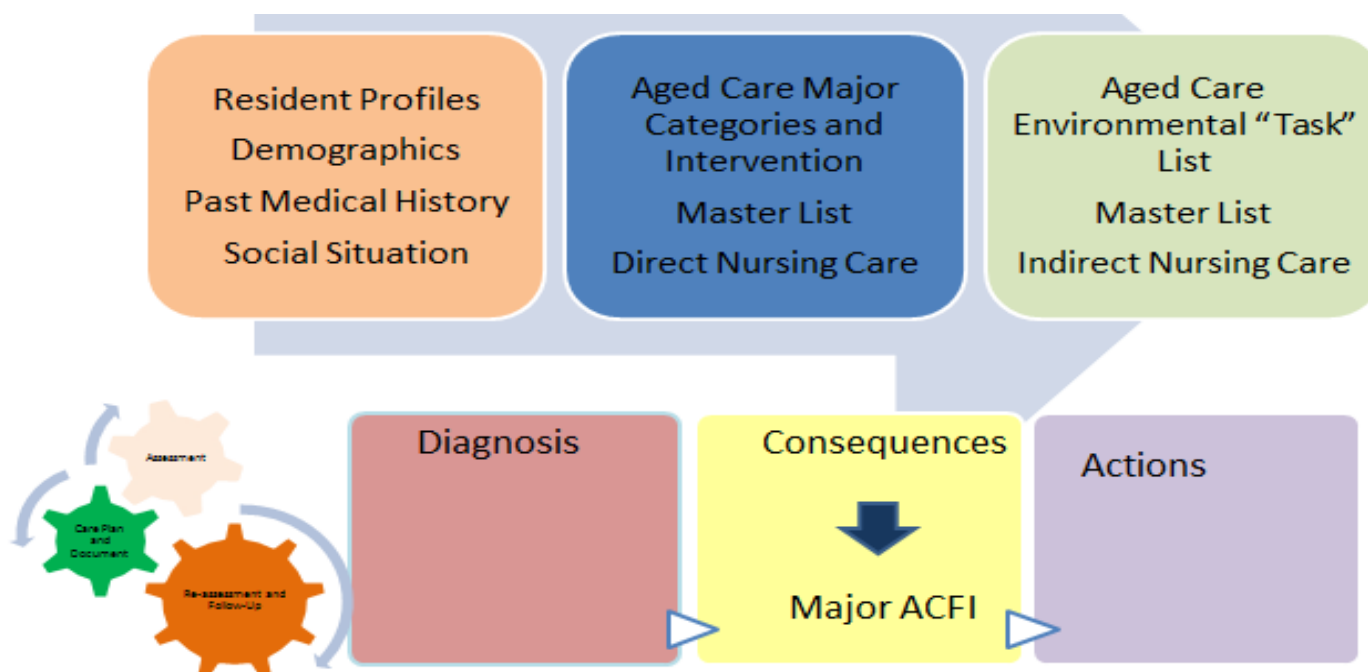 Resident Profiles
Demographics
Past Medical History
Social Situation
Aged Care Major
Categories and
Intervention
Master List
Direct Nursing Care
Aged Care
Environmental “Task”
List
Master List
Indirect Nursing Care
Assessment
Care Plan
and
Document
Re-assessment and
Follow-Up
Diagnosis
Consequences
Major ACFI
Actions